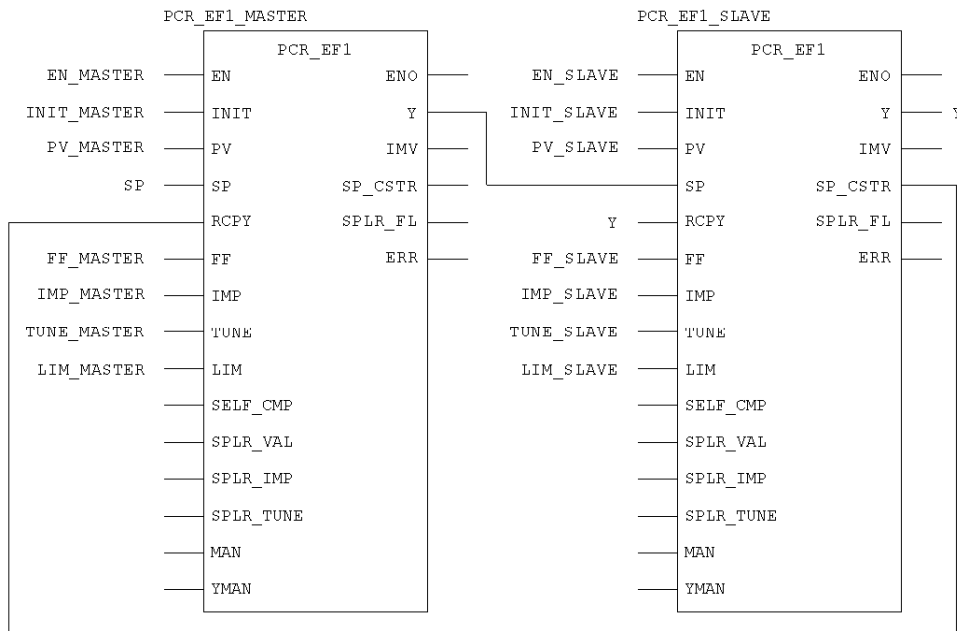 PCR_EF1_MASTER PCR_EF1_SLAVE
PCR_EF1 PCR_EF1
EN_MASTER EN ENO EN_SLAVE EN ENO
INIT_MASTER INIT Y INIT_SLAVE INIT Y Y
PV_MASTER PV IMV PV_SLAVE PV IMV
SP SP SP_CSTR SP SP_CSTR
RCPY SPLR_FL Y RCPY SPLR_FL
FF_MASTER FF ERR FF_SLAVE FF ERR
IMP_MASTER IMP IMP_SLAVE IMP
TUNE_MASTER TUNE TUNE_SLAVE TUNE
LIM_MASTER LIM LIM_SLAVE LIM
SELF_CMP SELF_CMP
SPLR_VAL SPLR_VAL
SPLR_IMP SPLR_IMP
SPLR_TUNE SPLR_TUNE
MAN MAN
YMAN YMAN